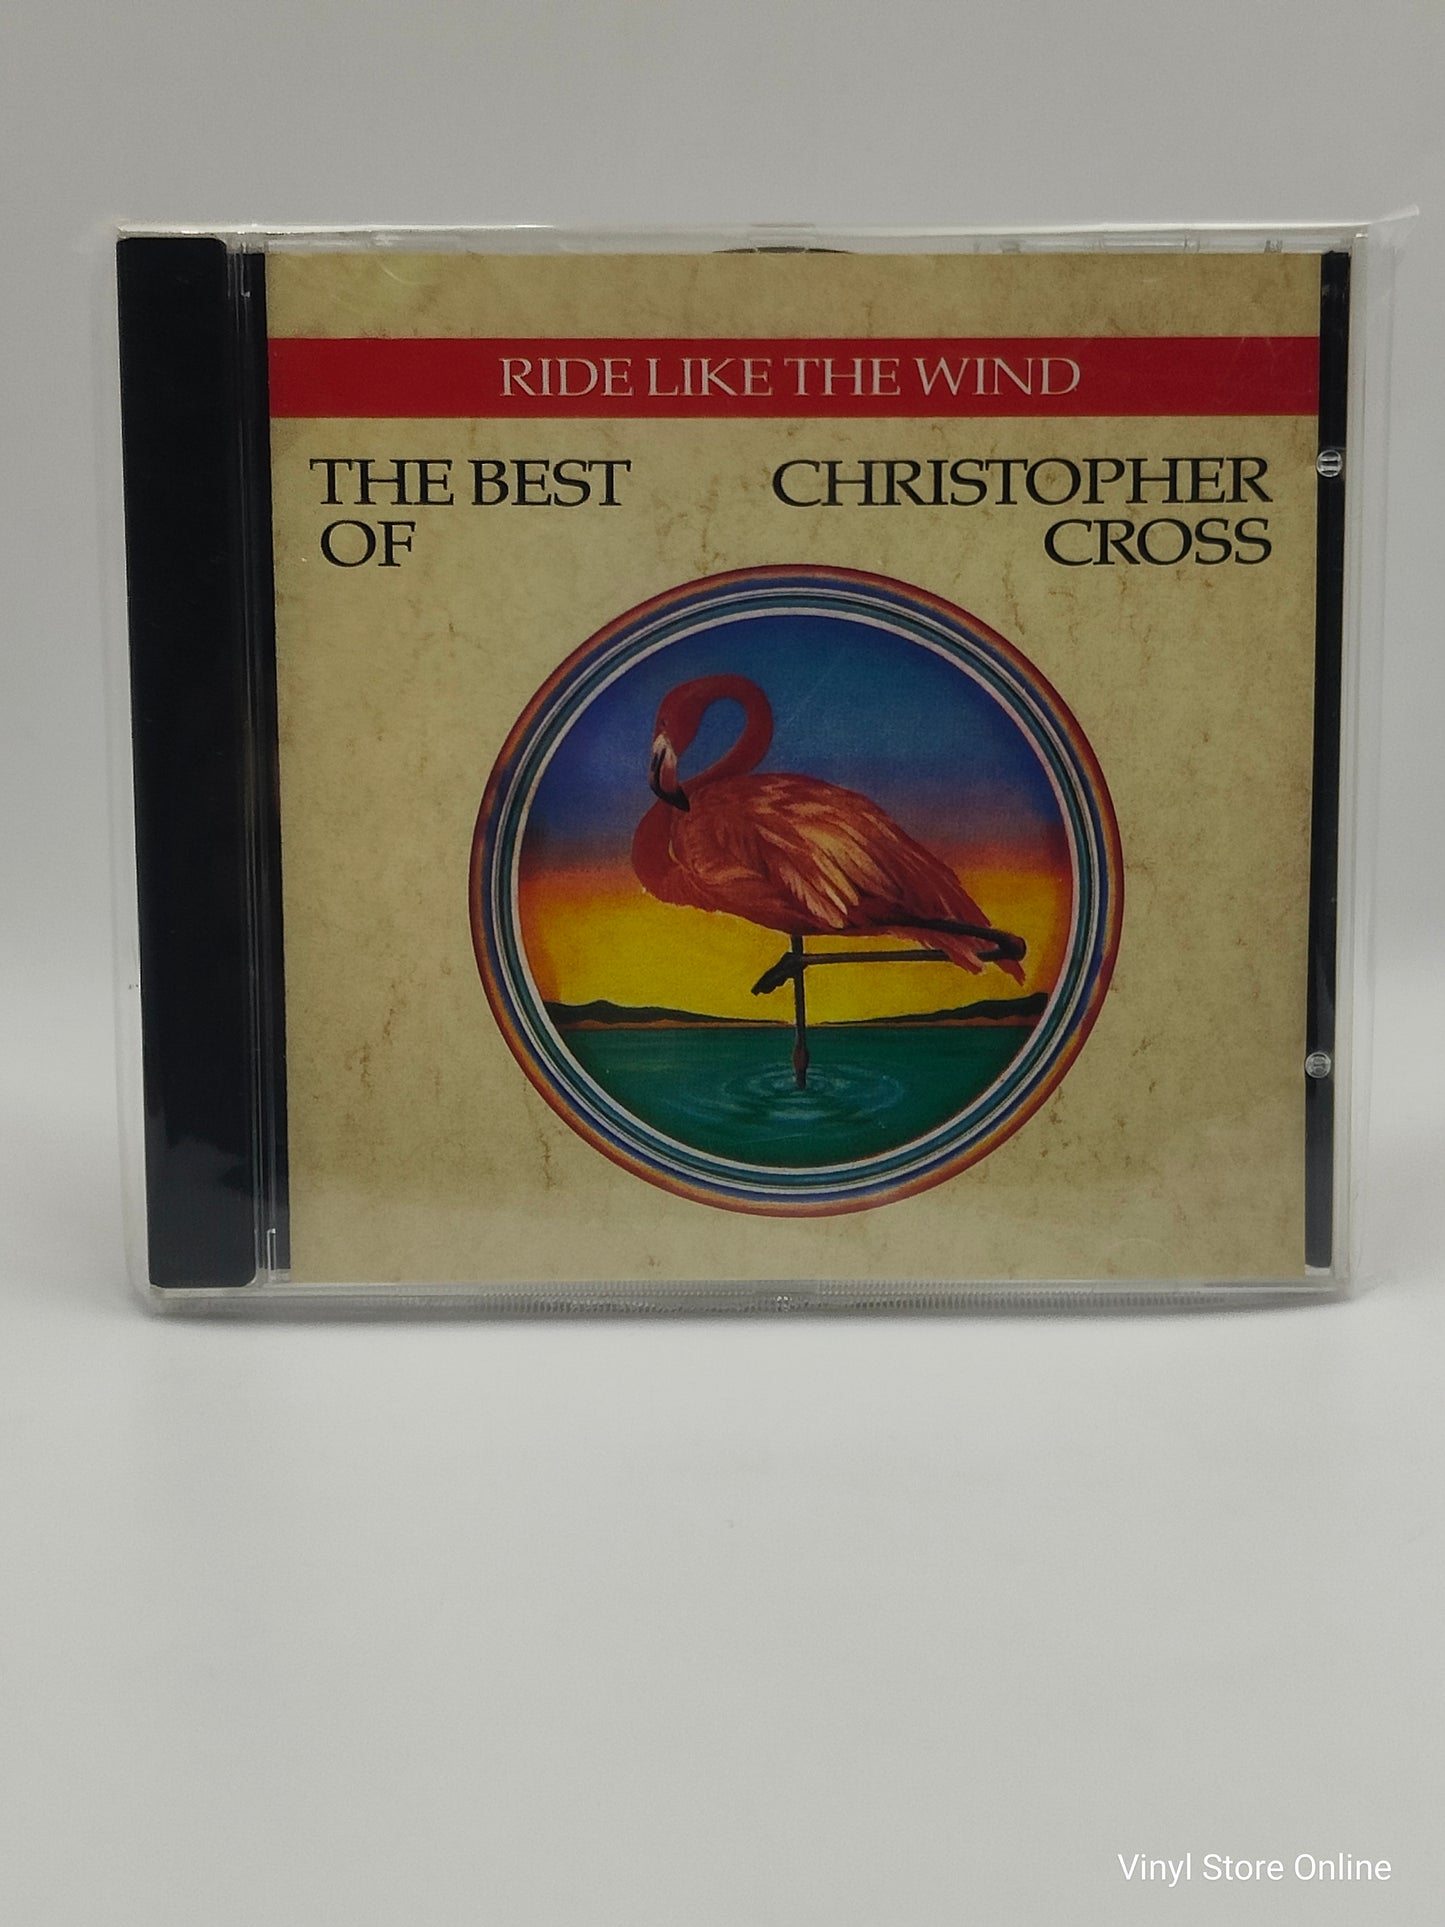 RIDE LIKE THE WIND
THE BEST
OF
CHRISTOPHER
CROSS
Vinyl Store Online